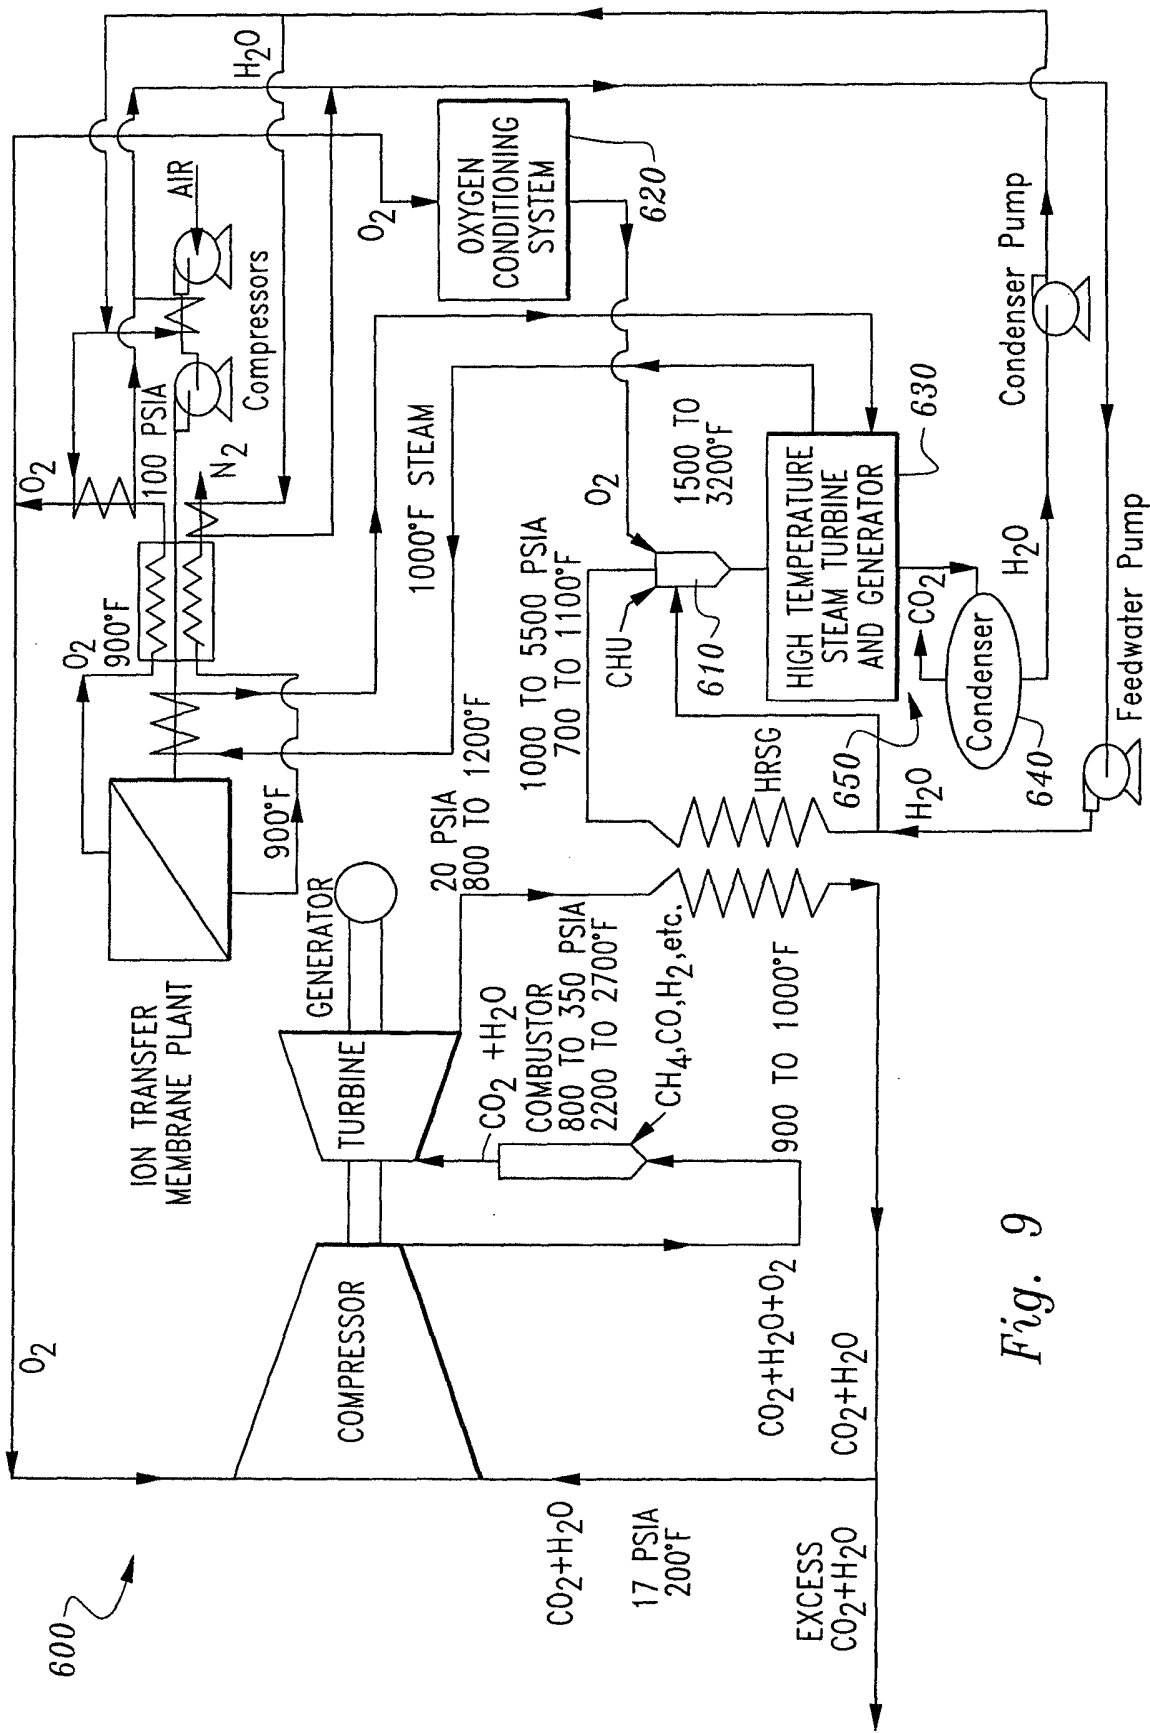 600
O2
ION TRANSFER
MEMBRANE PLANT
900°F
O2
900°F
O2
100 PSIA
N2
AIR
Compressors
H2O
O2
OXYGEN
CONDITIONING
SYSTEM
620
COMPRESSOR
TURBINE
GENERATOR
1000°F STEAM
20 PSIA
800 TO 1200°F
CO2 +H2O
COMBUSTOR
800 TO 350 PSIA
2200 TO 2700°F
CH4,CO,H2,etc.
1000 TO 5500 PSIA
700 TO 1100°F
O2
1500 TO
3200°F
CHU
610
HIGH TEMPERATURE
STEAM TURBINE
AND GENERATOR
630
CO2+H2O
17 PSIA
200°F
CO2+H2O+O2
900 TO 1000°F
HRSG
650
H2O
CO2
Condenser
640
H2O
Condenser Pump
EXCESS
CO2+H2O
CO2+H2O
H2O
Feedwater Pump
Fig. 9